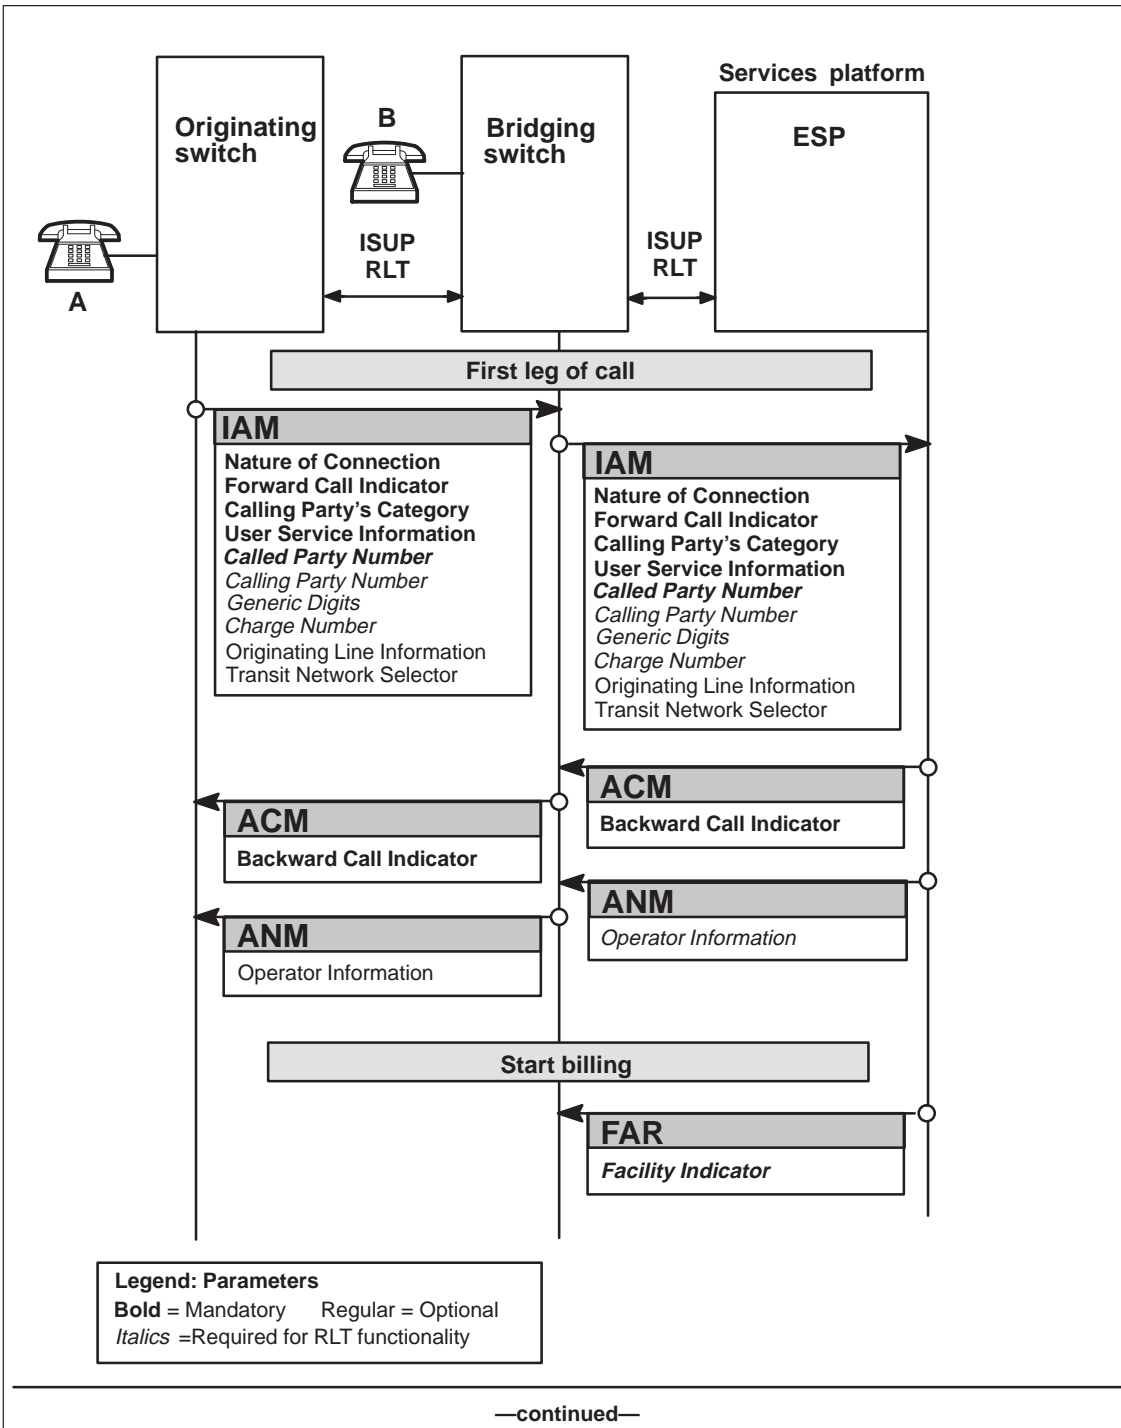 Services platform
Originating
switch
B
Bridging
switch
ESP
ISUP
RLT
ISUP
RLT
A
First leg of call
IAM
Nature of Connection
Forward Call Indicator
Calling Party's Category
User Service Information
Called Party Number
Calling Party Number
Generic Digits
Charge Number
Originating Line Information
Transit Network Selector
IAM
Nature of Connection
Forward Call Indicator
Calling Party's Category
User Service Information
Called Party Number
Calling Party Number
Generic Digits
Charge Number
Originating Line Information
Transit Network Selector
ACM
Backward Call Indicator
ACM
Backward Call Indicator
ANM
Operator Information
ANM
Operator Information
Start billing
FAR
Facility Indicator
Legend: Parameters
Bold = Mandatory Regular = Optional
Italics =Required for RLT functionality
—continued—